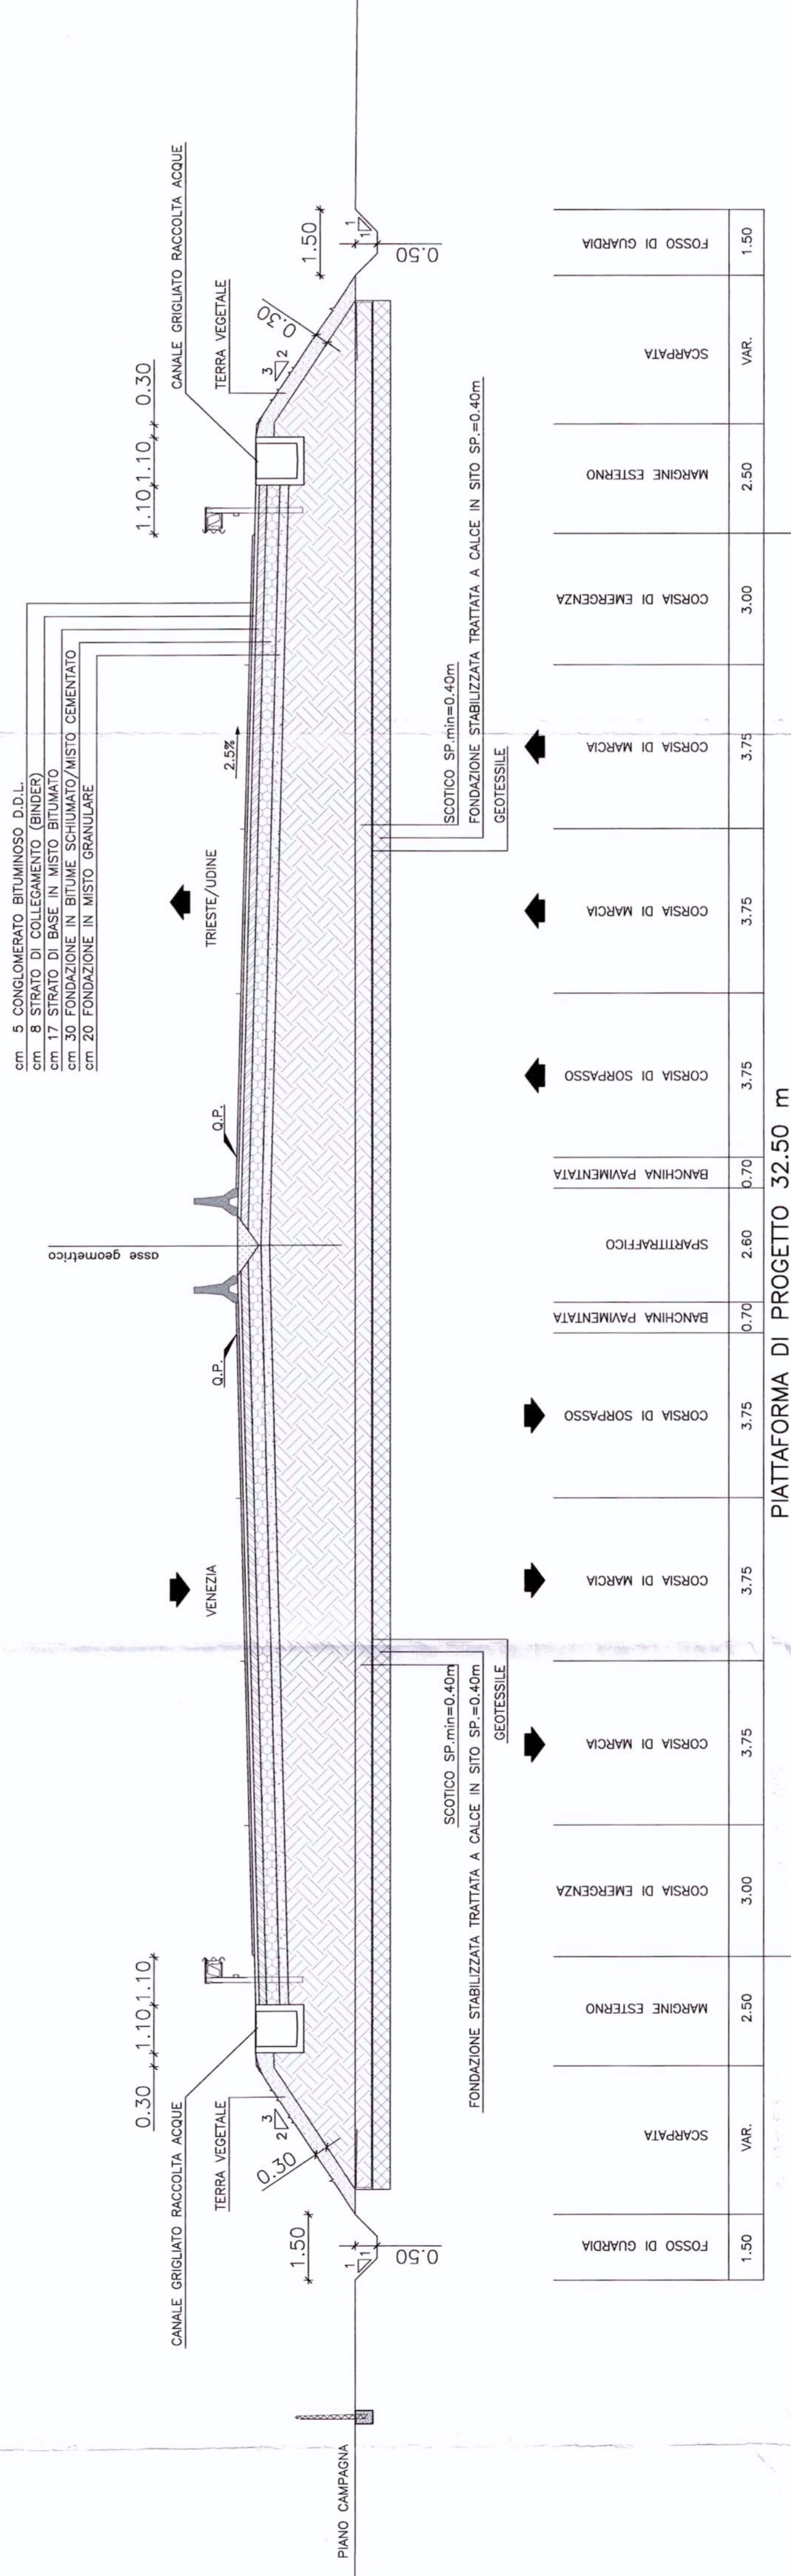 cm 5 CONGLOMERATO BITUMINOSO D.D.L.
cm 8 STRATO DI COLLEGAMENTO (BINDER)
cm 17 STRATO DI BASE IN MISTO BITUMATO
cm 30 FONDAZIONE IN BITUME SCHIUMATO/MISTO CEMENTATO
cm 20 FONDAZIONE IN MISTO GRANULARE
asse geometrico
0.30 1.10 1.10
1.10 1.10 0.30
CANALE GRIGLIATO RACCOLTA ACQUE
VENEZIA
TRIESTE/UDINE
CANALE GRIGLIATO RACCOLTA ACQUE
TERRA VEGETALE
Q.P.
Q.P.
2.5%
TERRA VEGETALE
3
2
0.30
3
2
0.30
1.50
1.50
PIANO CAMPAGNA
1
1
0.50
1
1
0.50
SCOTICO SP.min=0.40m
FONDAZIONE STABILIZZATA TRATTATA A CALCE IN SITO SP.=0.40m
GEOTESSILE
SCOTICO SP.min=0.40m
FONDAZIONE STABILIZZATA TRATTATA A CALCE IN SITO SP.=0.40m
GEOTESSILE
FOSSO DI GUARDIA
SCARPATA
MARGINE ESTERNO
CORSIA DI EMERGENZA
CORSIA DI MARCIA
CORSIA DI MARCIA
CORSIA DI SORPASSO
BANCHINA PAVIMENTATA
SPARTITRAFFICO
BANCHINA PAVIMENTATA
CORSIA DI SORPASSO
CORSIA DI MARCIA
CORSIA DI MARCIA
CORSIA DI EMERGENZA
MARGINE ESTERNO
SCARPATA
FOSSO DI GUARDIA
1.50 VAR. 2.50 3.00 3.75 3.75 3.75 0.70 2.60 0.70 3.75 3.75 3.75 3.00 2.50 VAR. 1.50
PIATTAFORMA DI PROGETTO 32.50 m